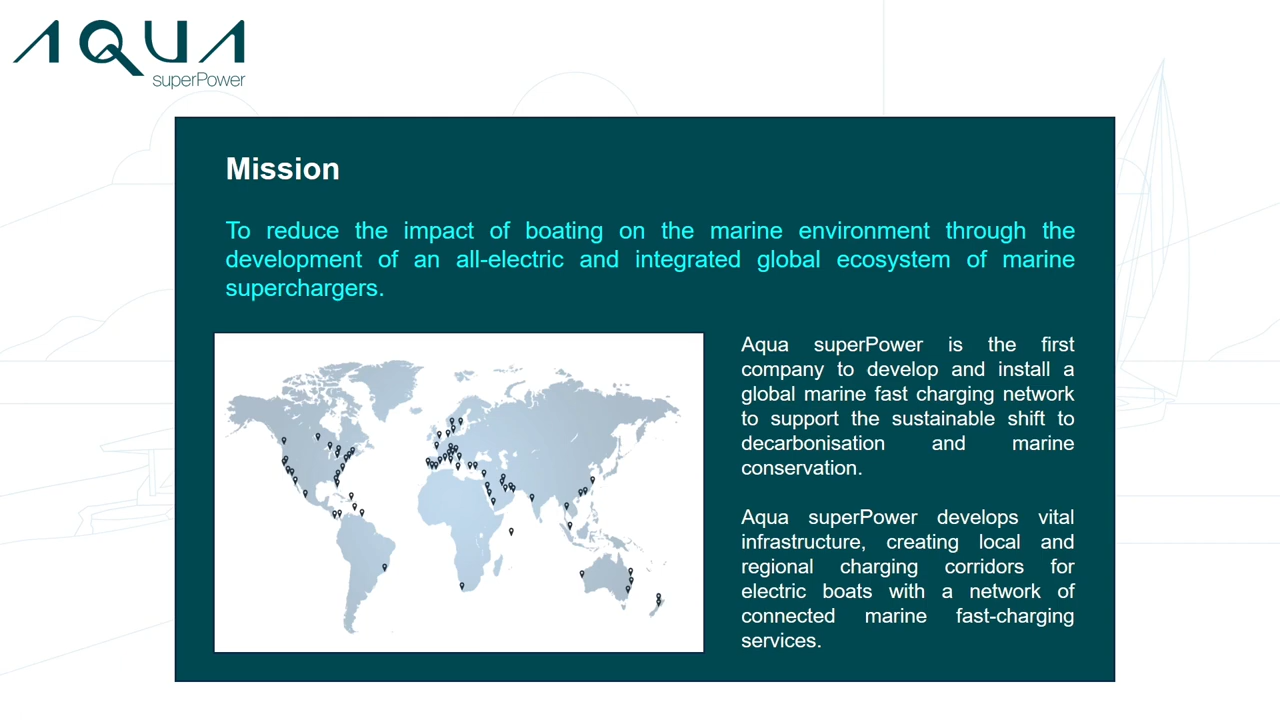 AQUA
superPower
Mission
To reduce the impact of boating on the marine environment through the
development of an all-electric and integrated global ecosystem of marine
superchargers.
Aqua superPower is the first
company to develop and install a
global marine fast charging network
to support the sustainable shift to
decarbonisation and marine
conservation.
Aqua superPower develops vital
infrastructure, creating local and
regional charging corridors for
electric boats with a network of
connected marine fast-charging
services.